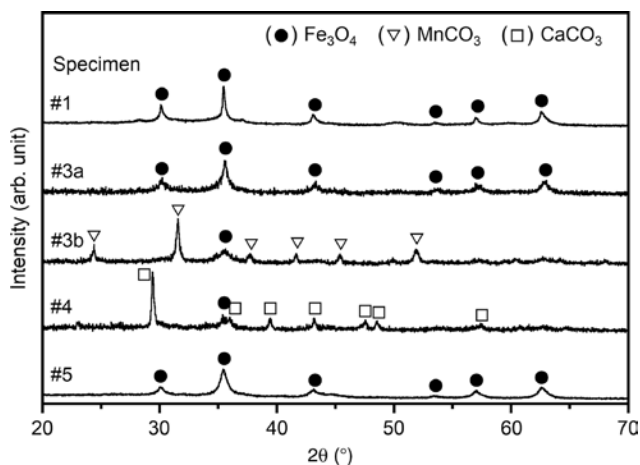 (●) Fe₃O₄ (▽) MnCO₃ (□) CaCO₃
Specimen
#1
#3a
#3b
#4
#5
Intensity (arb. unit)
20 30 40 50 60 70
2θ (°)